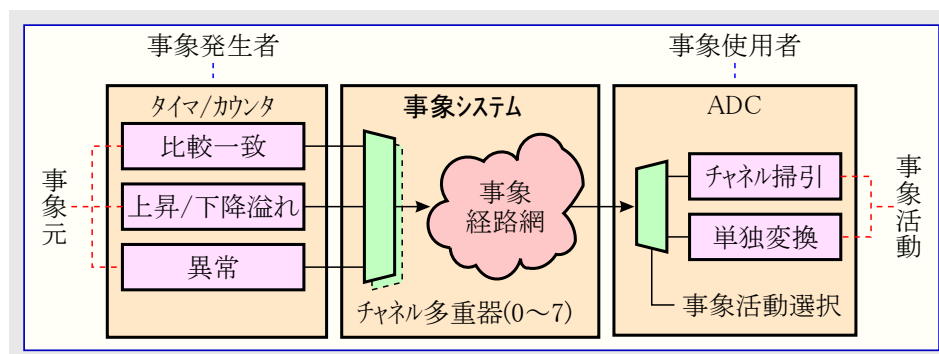 事象発生者
事象使用者
タイマ/カウンタ
事象システム
ADC
事象元
比較一致
上昇/下降溢れ
異常
事象
経路網
チャネル掃引
単独変換
事象活動
チャネル多重器(0～7)
事象活動選択